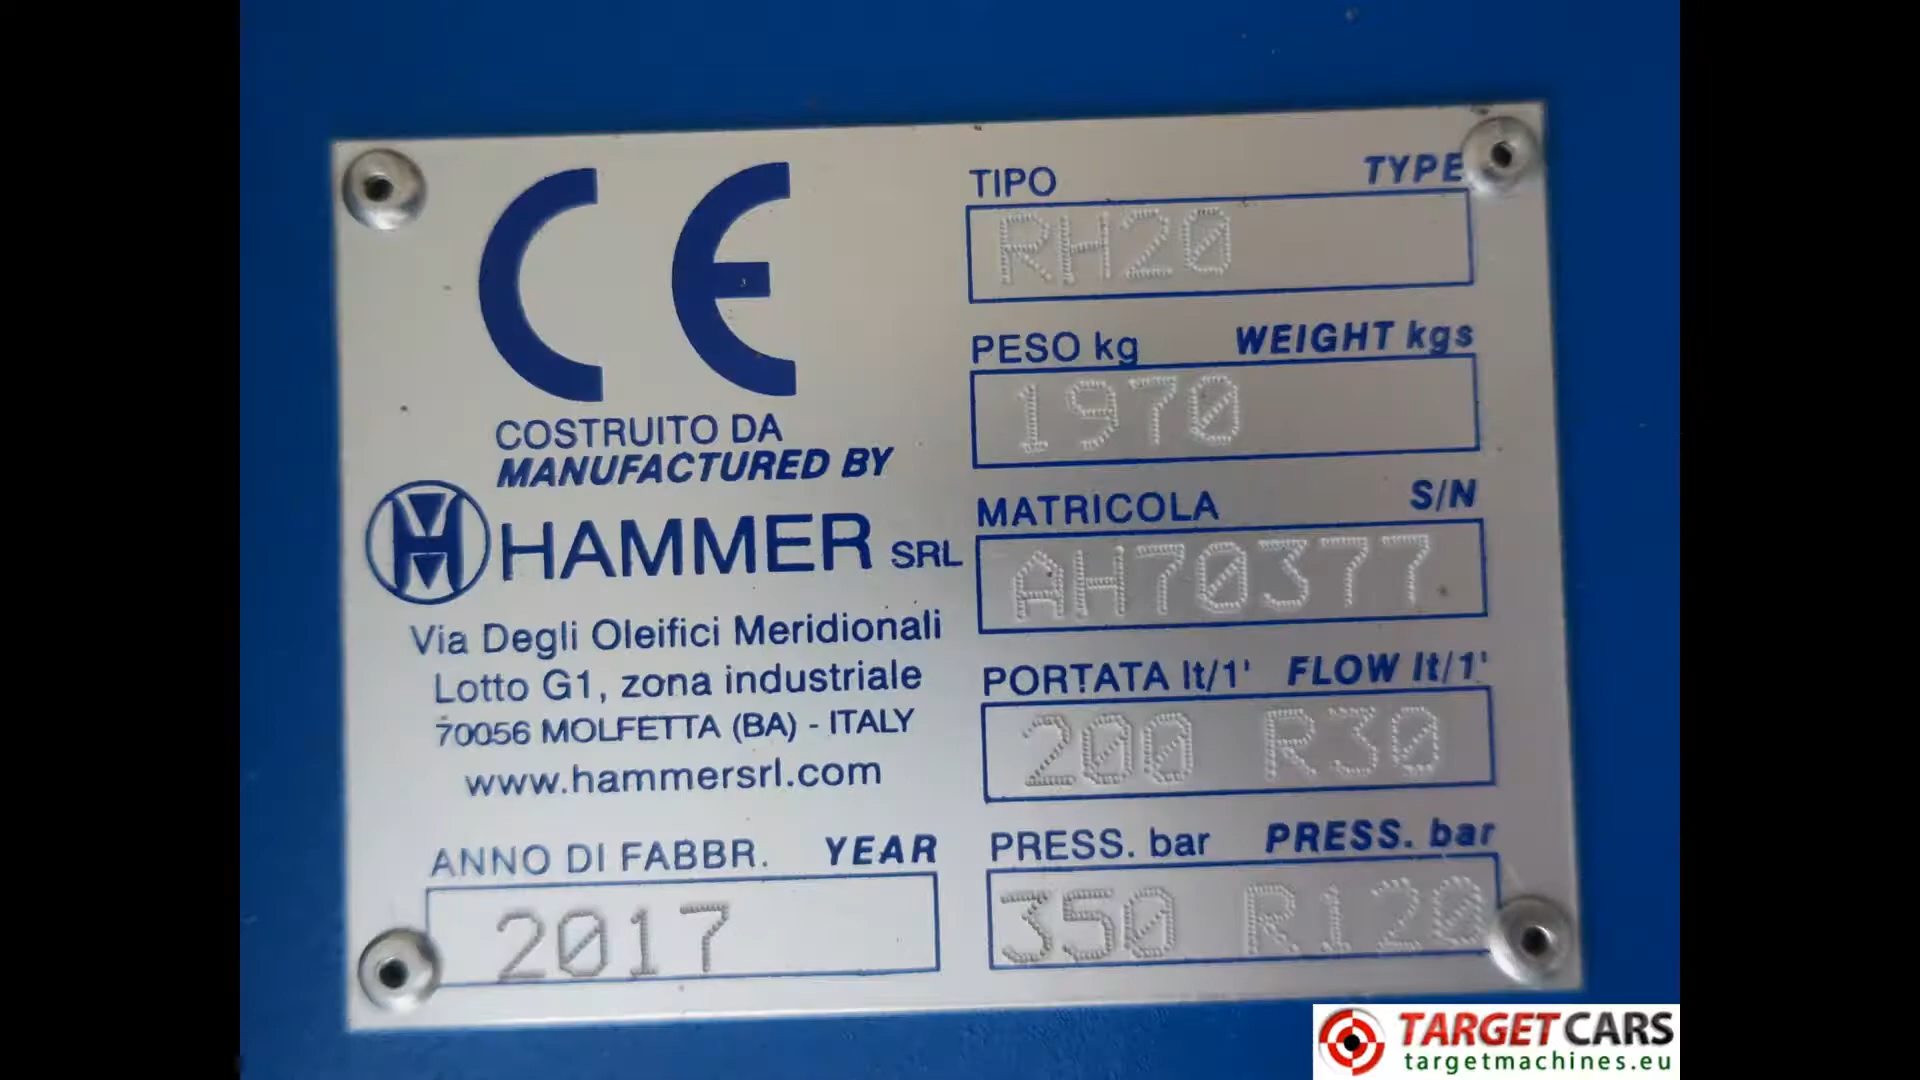 CE
COSTRUITO DA
MANUFACTURED BY
HAMMER SRL
Via Degli Oleifici Meridionali
Lotto G1, zona industriale
70056 MOLFETTA (BA) - ITALY
www.hammersrl.com
ANNO DI FABBR. YEAR
2017
TIPO TYPE
RH20
PESO kg WEIGHT kgs
1970
MATRICOLA S/N
AH70377
PORTATA lt/1' FLOW lt/1'
200 R30
PRESS. bar PRESS. bar
350 R120
TARGETCARS
targetmachines.eu